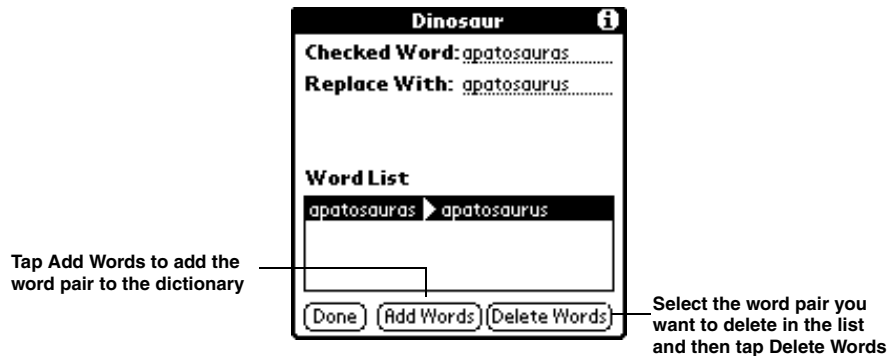 Dinosaur i
Checked Word: apatosauras
Replace With: apatosaurus
Word List
apatosauras apatosaurus
Tap Add Words to add the
word pair to the dictionary
Done Add Words Delete Words
Select the word pair you
want to delete in the list
and then tap Delete Words